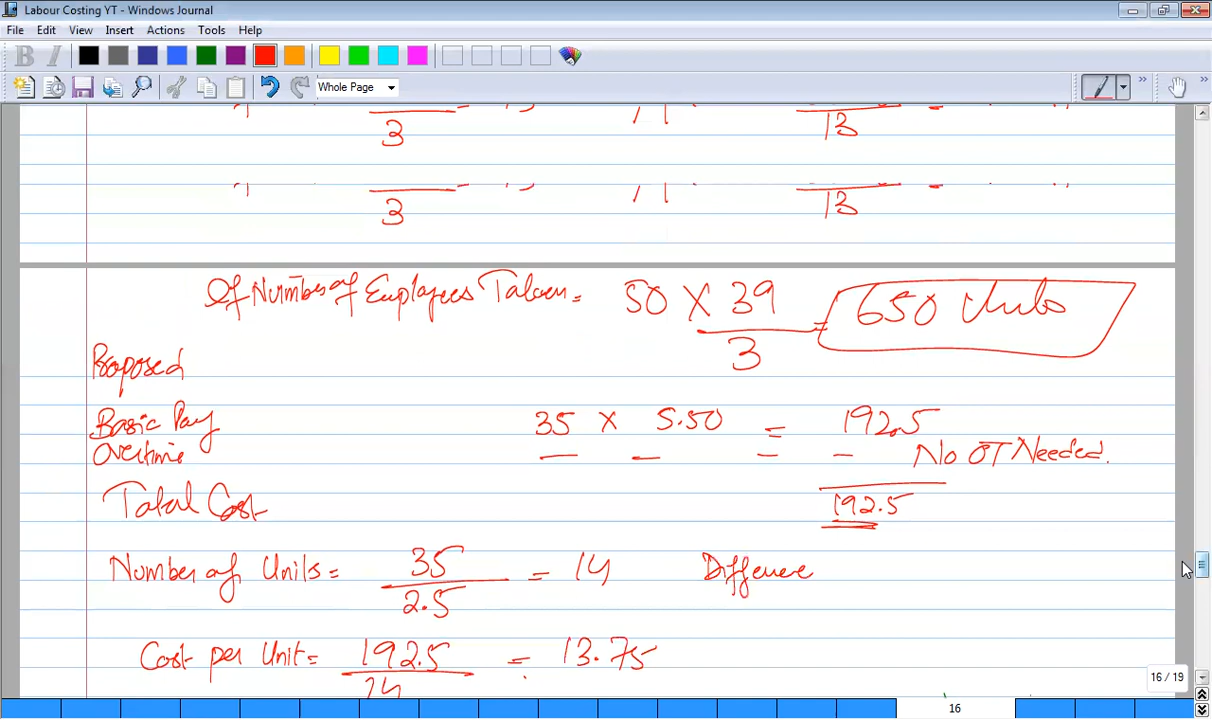 Labour Costing YT - Windows Journal
File Edit View Insert Actions Tools Help
B I
Whole Page
3 13
3 13
If Number of Employees Taken = 50 X 39 / 3 = 650 Units
Proposed
Basic Pay 35 X 5.50 = 192.5
Overtime — — = — No OT Needed.
Total Cost 192.5
Number of Units = 35 / 2.5 = 14 Difference
Cost per Unit = 192.5 / 14 = 13.75
16 / 19
16